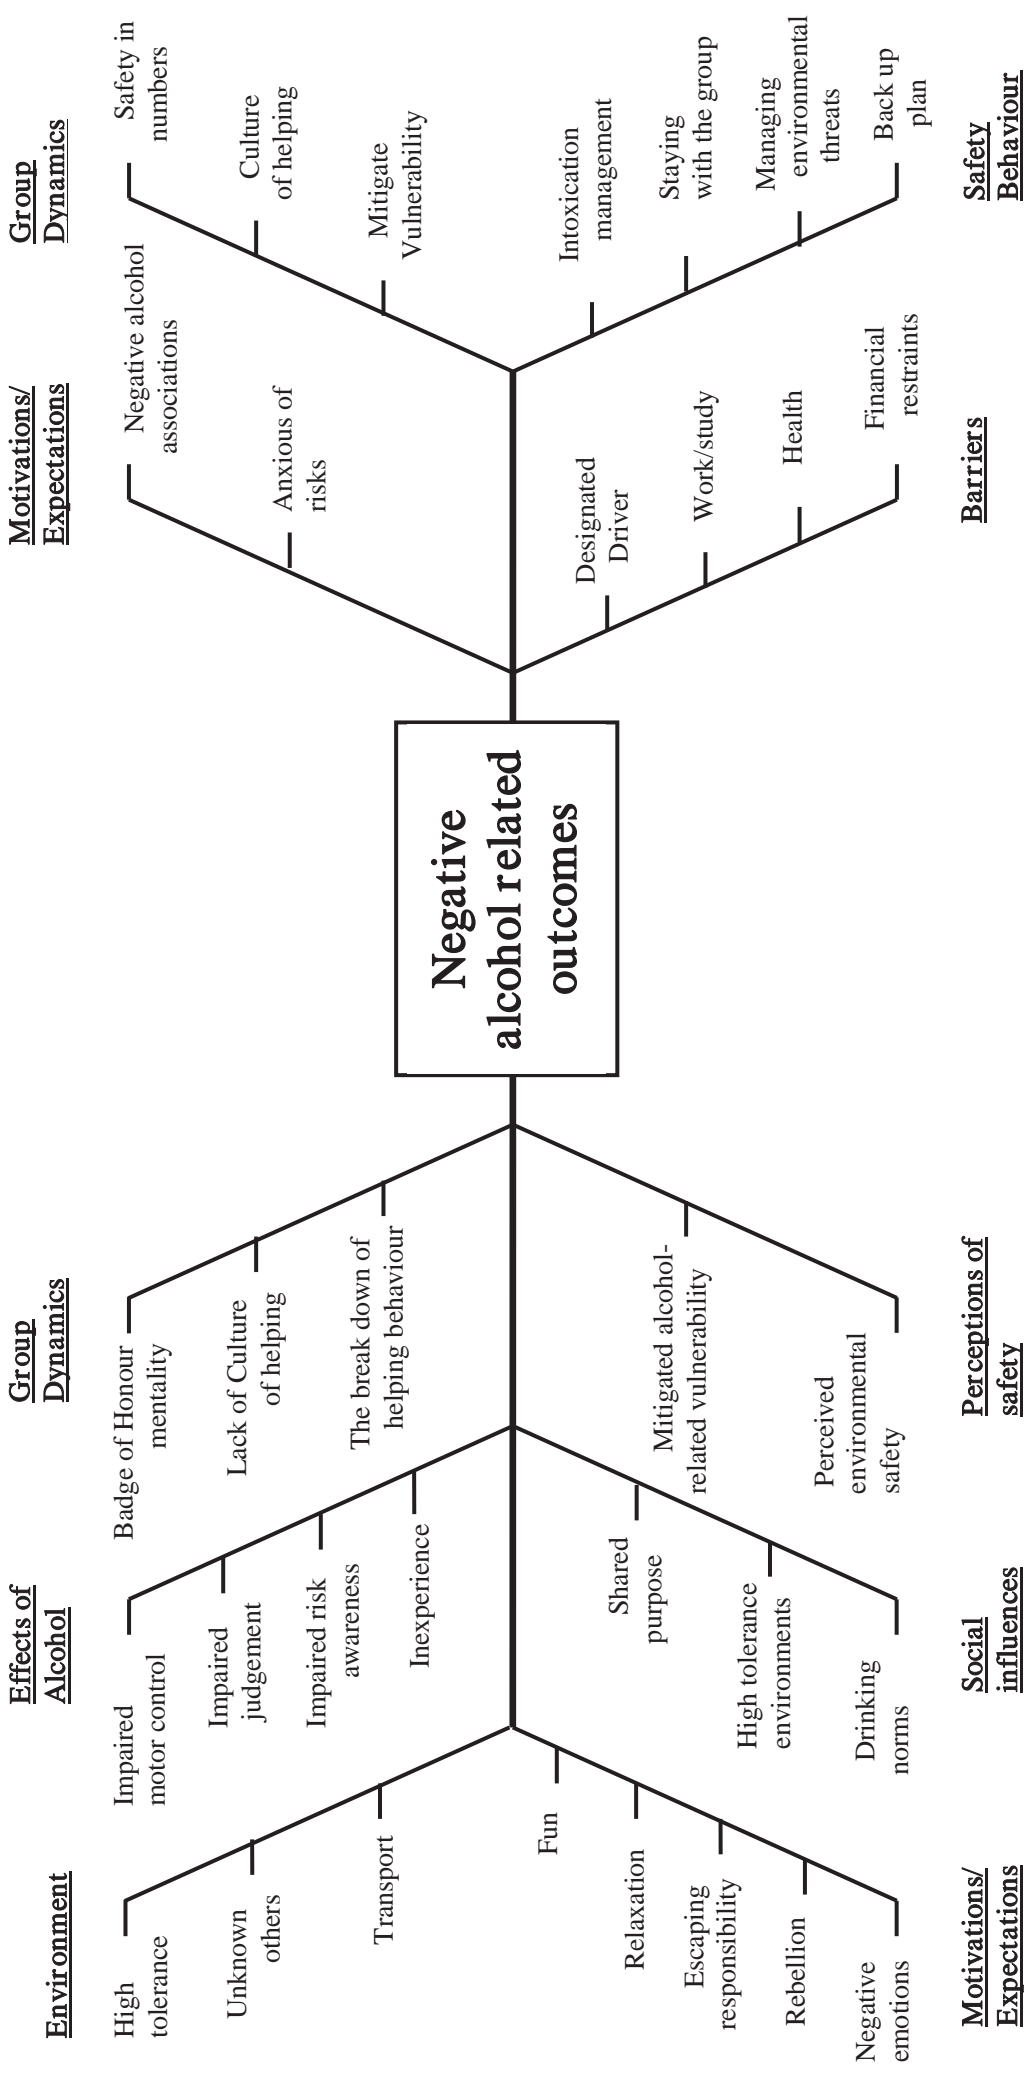 Environment
High
tolerance
Unknown
others
Transport
Effects of
Alcohol
Impaired
motor control
Impaired
judgement
Impaired risk
awareness
Inexperience
Group
Dynamics
Badge of Honour
mentality
Lack of Culture
of helping
The break down of
helping behaviour
Motivations/
Expectations
Fun
Relaxation
Escaping
responsibility
Rebellion
Negative
emotions
Social
influences
Shared
purpose
High tolerance
environments
Drinking
norms
Perceptions of
safety
Mitigated alcohol-
related vulnerability
Perceived
environmental
safety
Negative
alcohol related
outcomes
Motivations/
Expectations
Negative alcohol
associations
Anxious of
risks
Group
Dynamics
Safety in
numbers
Culture
of helping
Mitigate
Vulnerability
Barriers
Designated
Driver
Work/study
Health
Financial
restraints
Safety
Behaviour
Intoxication
management
Staying
with the group
Managing
environmental
threats
Back up
plan